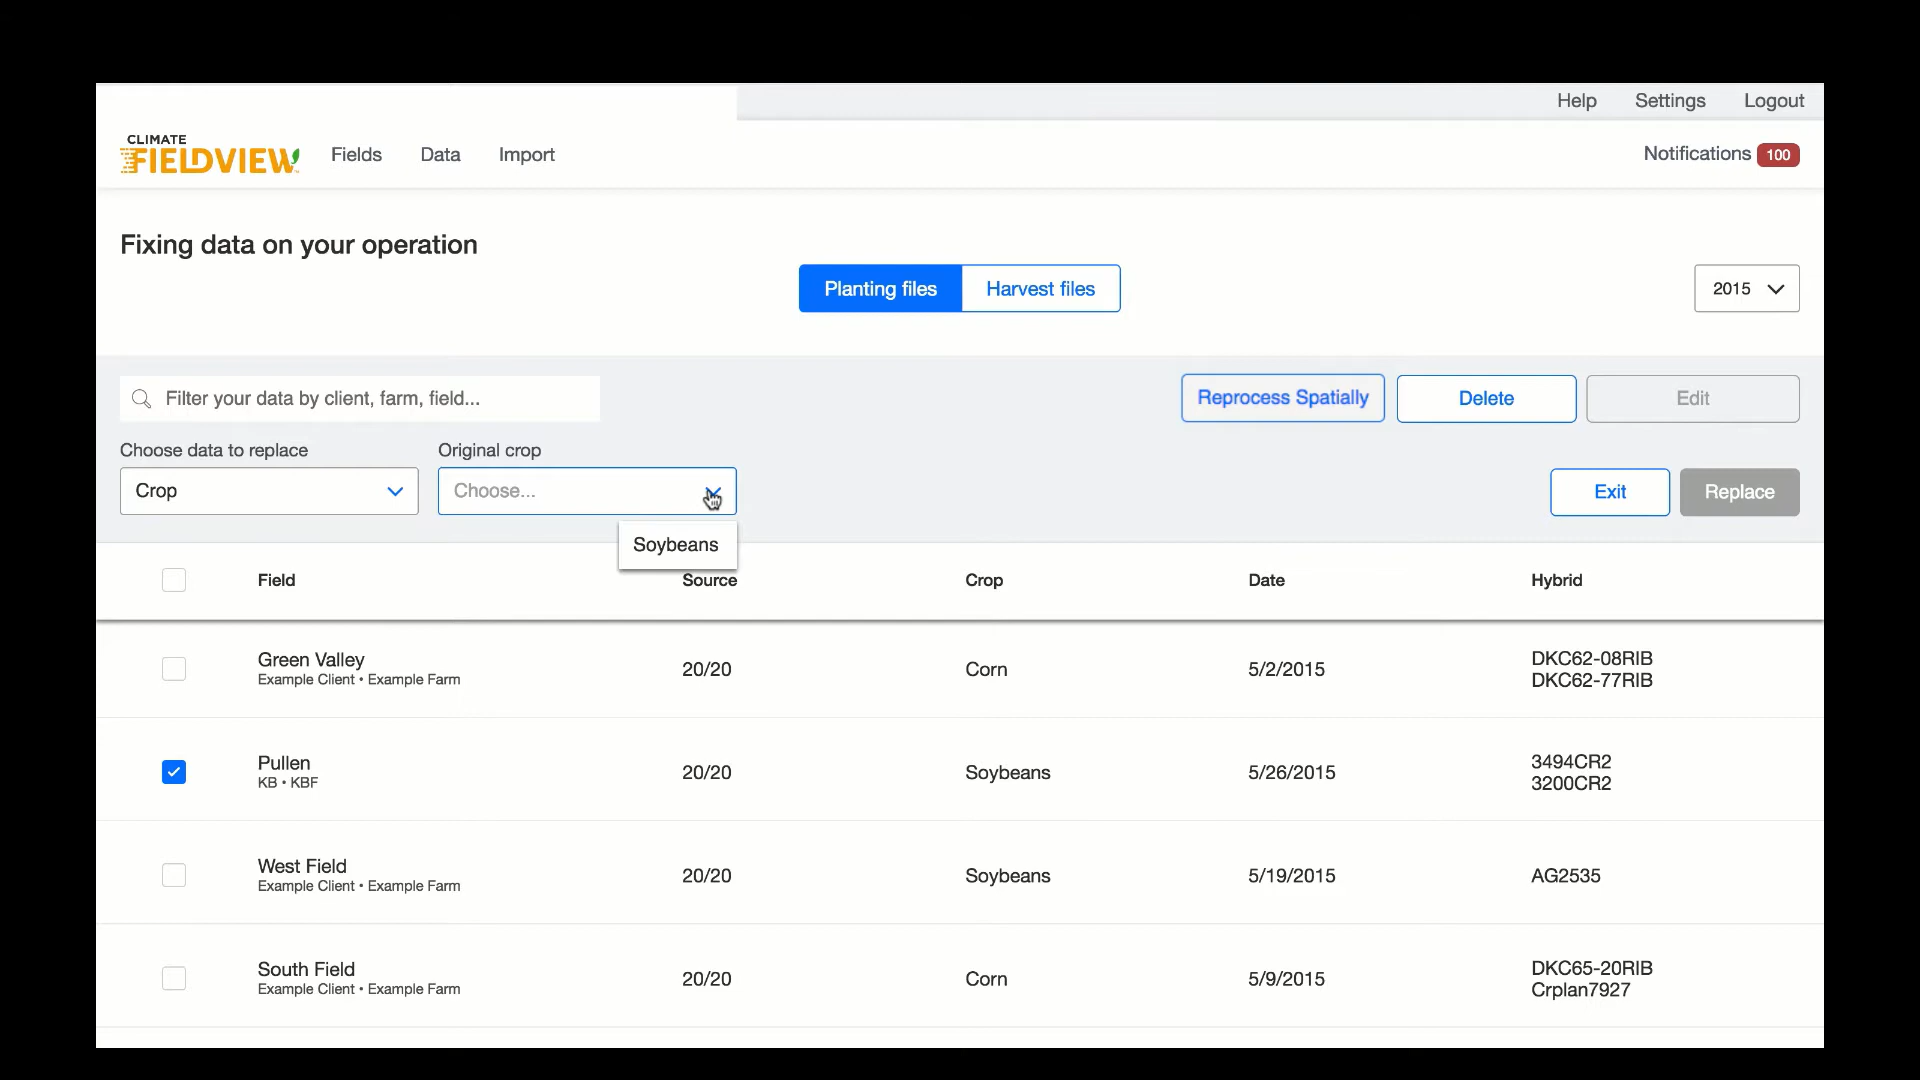 Help Settings Logout
CLIMATE
FIELDVIEW
Fields Data Import
Notifications 100
Fixing data on your operation
Planting files Harvest files
2015
Filter your data by client, farm, field...
Reprocess Spatially Delete Edit
Choose data to replace Original crop
Crop Choose...
Exit Replace
Soybeans
Field Source Crop Date Hybrid
Green Valley
Example Client • Example Farm
20/20 Corn 5/2/2015
DKC62-08RIB
DKC62-77RIB
Pullen
KB • KBF
20/20 Soybeans 5/26/2015
3494CR2
3200CR2
West Field
Example Client • Example Farm
20/20 Soybeans 5/19/2015 AG2535
South Field
Example Client • Example Farm
20/20 Corn 5/9/2015
DKC65-20RIB
Crplan7927